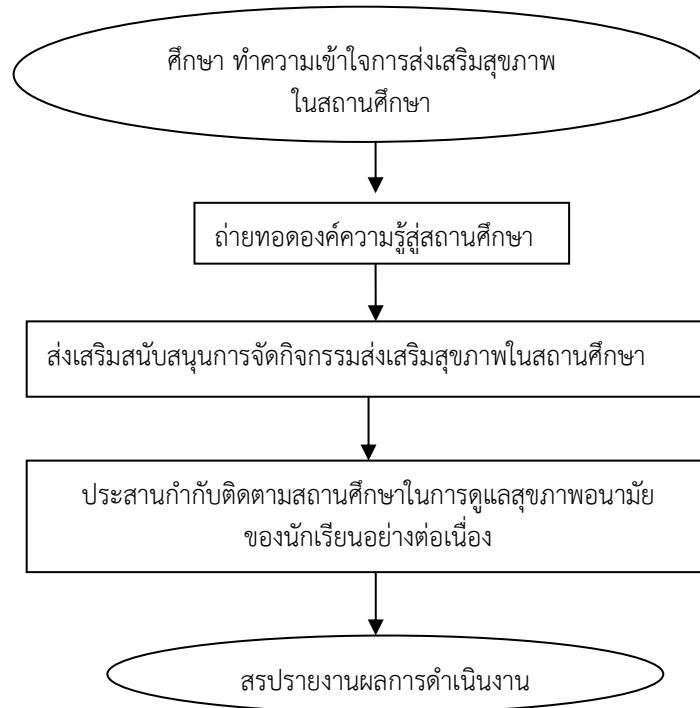 ศึกษา ทำความเข้าใจการส่งเสริมสุขภาพ
ในสถานศึกษา
ถ่ายทอดองค์ความรู้สู่สถานศึกษา
ส่งเสริมสนับสนุนการจัดกิจกรรมส่งเสริมสุขภาพในสถานศึกษา
ประสานกำกับติดตามสถานศึกษาในการดูแลสุขภาพอนามัย
ของนักเรียนอย่างต่อเนื่อง
สรปรายงานผลการดำเนินงาน